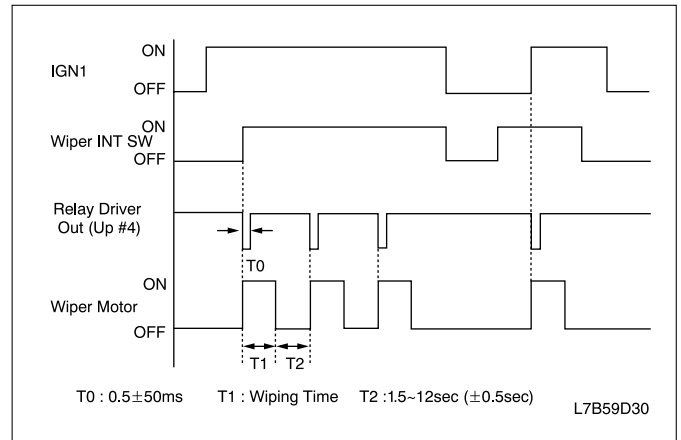 ON
IGN1
OFF
ON
Wiper INT SW
OFF
Relay Driver
Out (Up #4)
T0
ON
Wiper Motor
OFF
T1 T2
T0 : 0.5±50ms T1 : Wiping Time T2 :1.5~12sec (±0.5sec)
L7B59D30